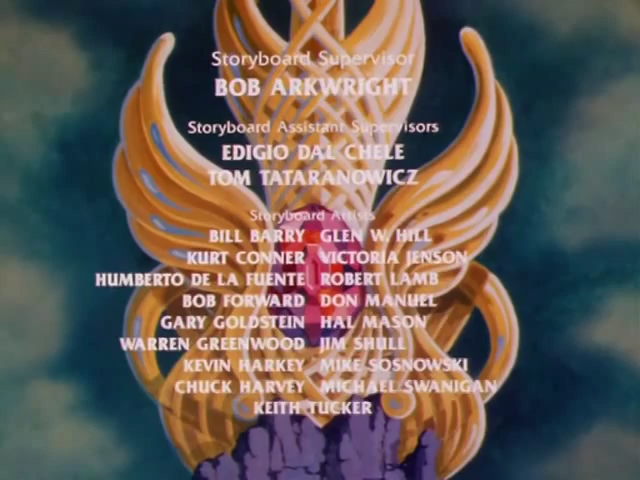 Storyboard Supervisor
BOB ARKWRIGHT
Storyboard Assistant Supervisors
EDIGIO DAL CHELE
TOM TATARANOWICZ
Storyboard Artists
BILL BARRY GLEN W. HILL
KURT CONNER VICTORIA JENSON
HUMBERTO DE LA FUENTE ROBERT LAMB
BOB FORWARD DON MANUEL
GARY GOLDSTEIN HAL MASON
WARREN GREENWOOD JIM SHULL
KEVIN HARKEY MIKE SOSNOWSKI
CHUCK HARVEY MICHAEL SWANIGAN
KEITH TUCKER